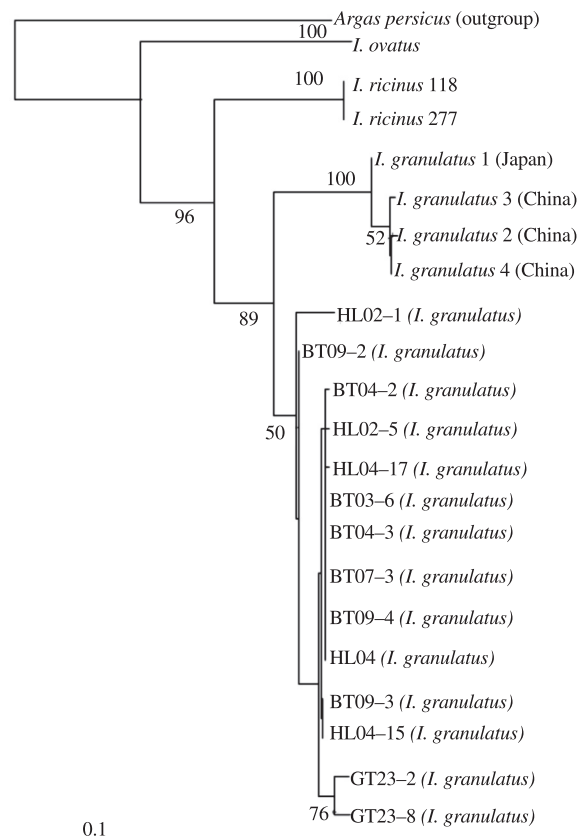 Argas persicus (outgroup)
100
I. ovatus
100
I. ricinus 118
I. ricinus 277
I. granulatus 1 (Japan)
100
I. granulatus 3 (China)
96
52
I. granulatus 2 (China)
I. granulatus 4 (China)
89
HL02–1 (I. granulatus)
BT09–2 (I. granulatus)
BT04–2 (I. granulatus)
50
HL02–5 (I. granulatus)
HL04–17 (I. granulatus)
BT03–6 (I. granulatus)
BT04–3 (I. granulatus)
BT07–3 (I. granulatus)
BT09–4 (I. granulatus)
HL04 (I. granulatus)
BT09–3 (I. granulatus)
HL04–15 (I. granulatus)
GT23–2 (I. granulatus)
76
GT23–8 (I. granulatus)
0.1